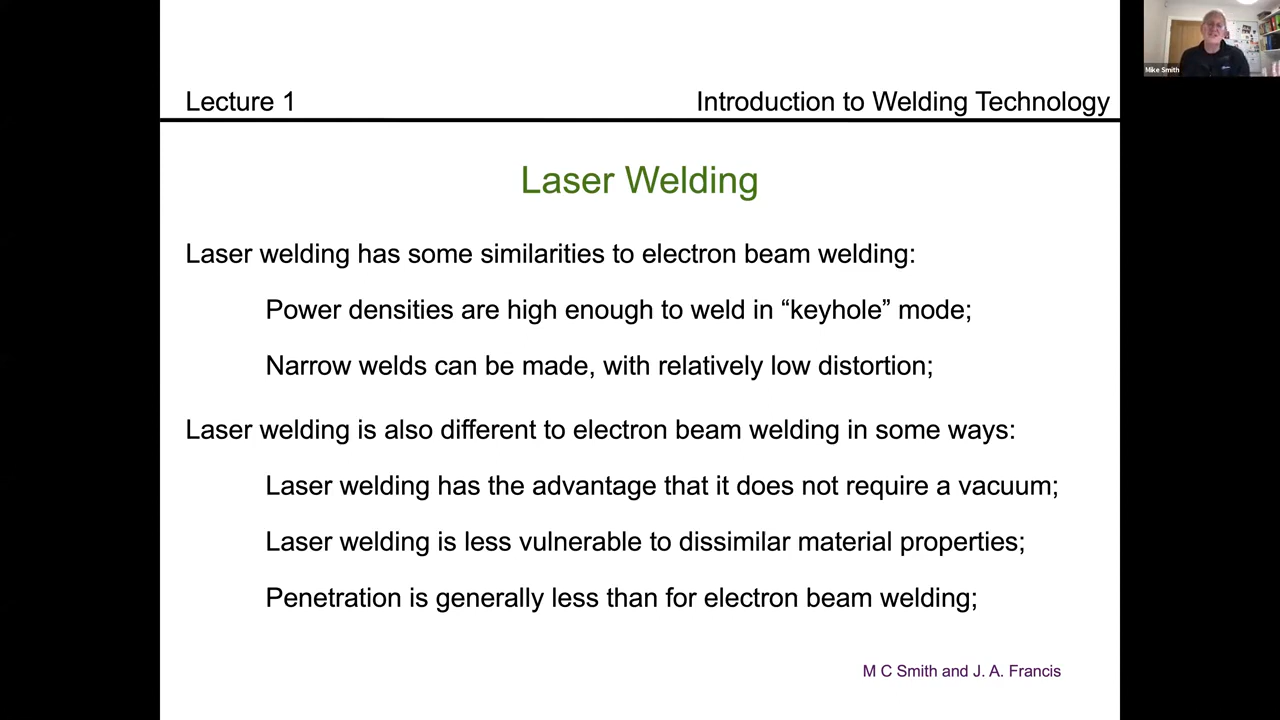 Mike Smith
Lecture 1
Introduction to Welding Technology
Laser Welding
Laser welding has some similarities to electron beam welding:
Power densities are high enough to weld in “keyhole” mode;
Narrow welds can be made, with relatively low distortion;
Laser welding is also different to electron beam welding in some ways:
Laser welding has the advantage that it does not require a vacuum;
Laser welding is less vulnerable to dissimilar material properties;
Penetration is generally less than for electron beam welding;
M C Smith and J. A. Francis